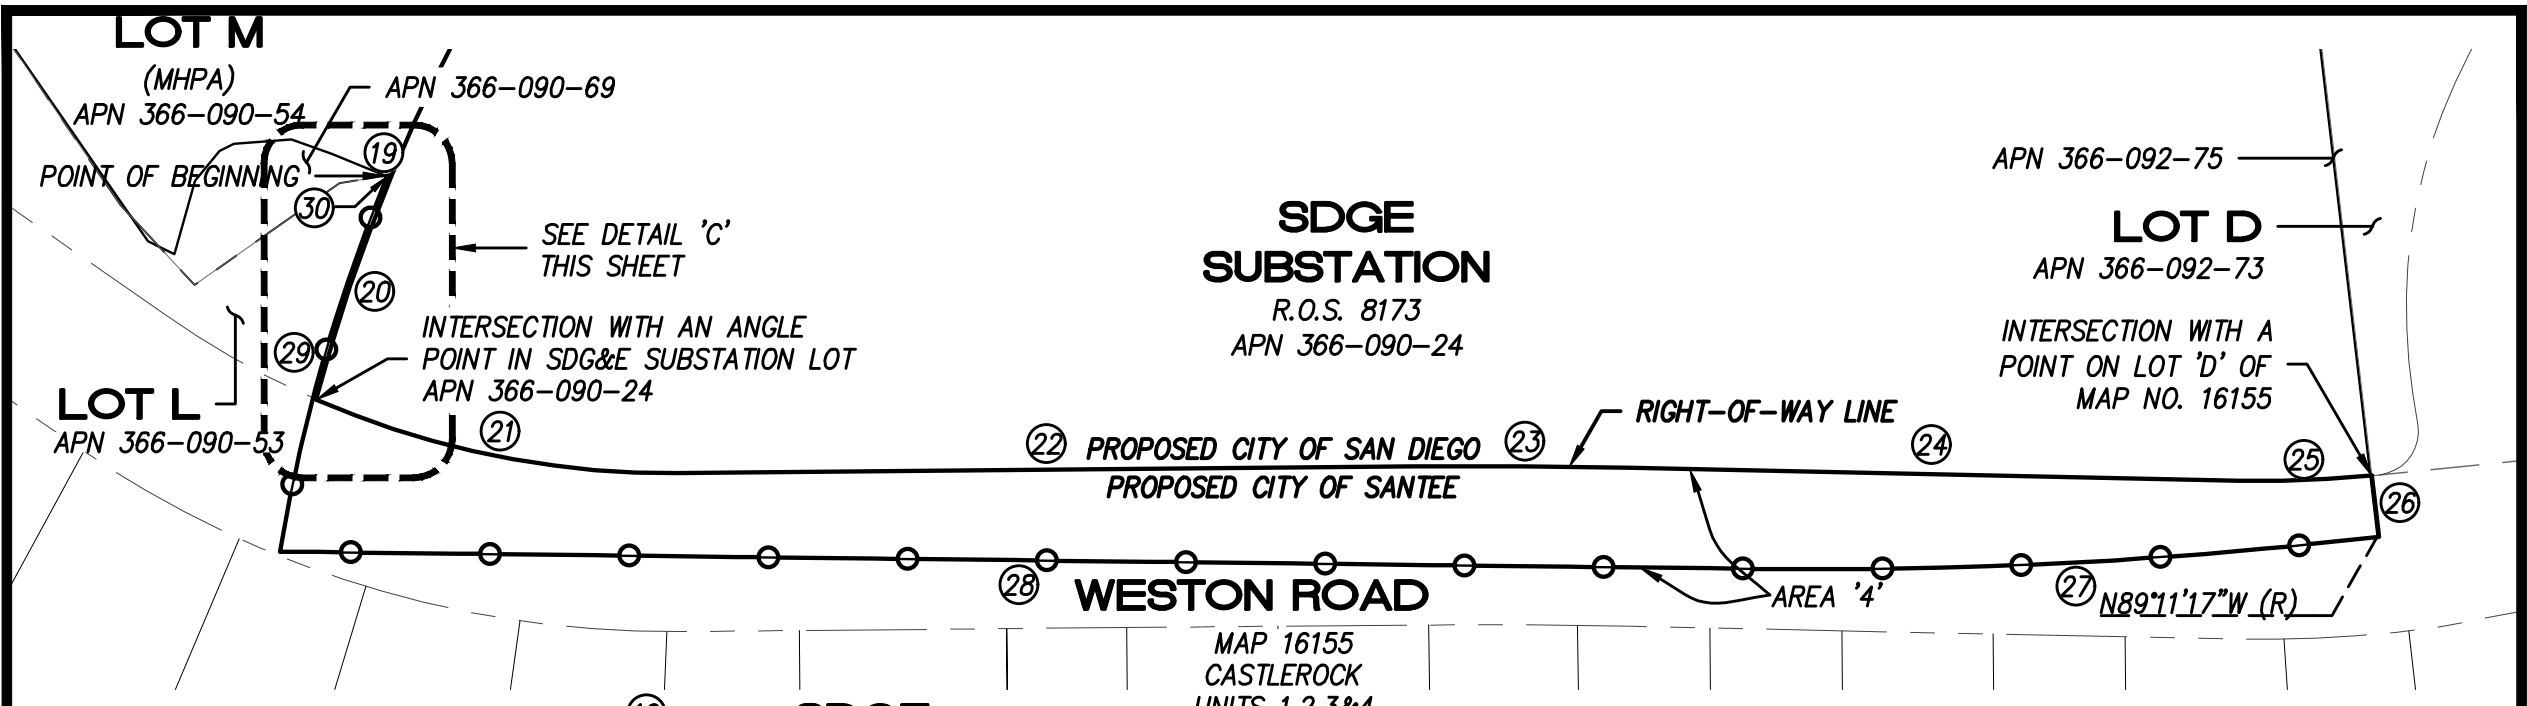 LOT M
(MHPA)
APN 366-090-54
APN 366-090-69
19
POINT OF BEGINNING
30
SEE DETAIL 'C'
THIS SHEET
20
29
INTERSECTION WITH AN ANGLE
POINT IN SDG&E SUBSTATION LOT
APN 366-090-24
LOT L
APN 366-090-53
21
SDGE
SUBSTATION
R.O.S. 8173
APN 366-090-24
APN 366-092-75
LOT D
APN 366-092-73
INTERSECTION WITH A
POINT ON LOT 'D' OF
MAP NO. 16155
RIGHT-OF-WAY LINE
22
PROPOSED CITY OF SAN DIEGO
23
24
25
PROPOSED CITY OF SANTEE
26
28
WESTON ROAD
AREA '4'
27
N89°11'17"W (R)
MAP 16155
CASTLEROCK
UNITS 1,2,3&4